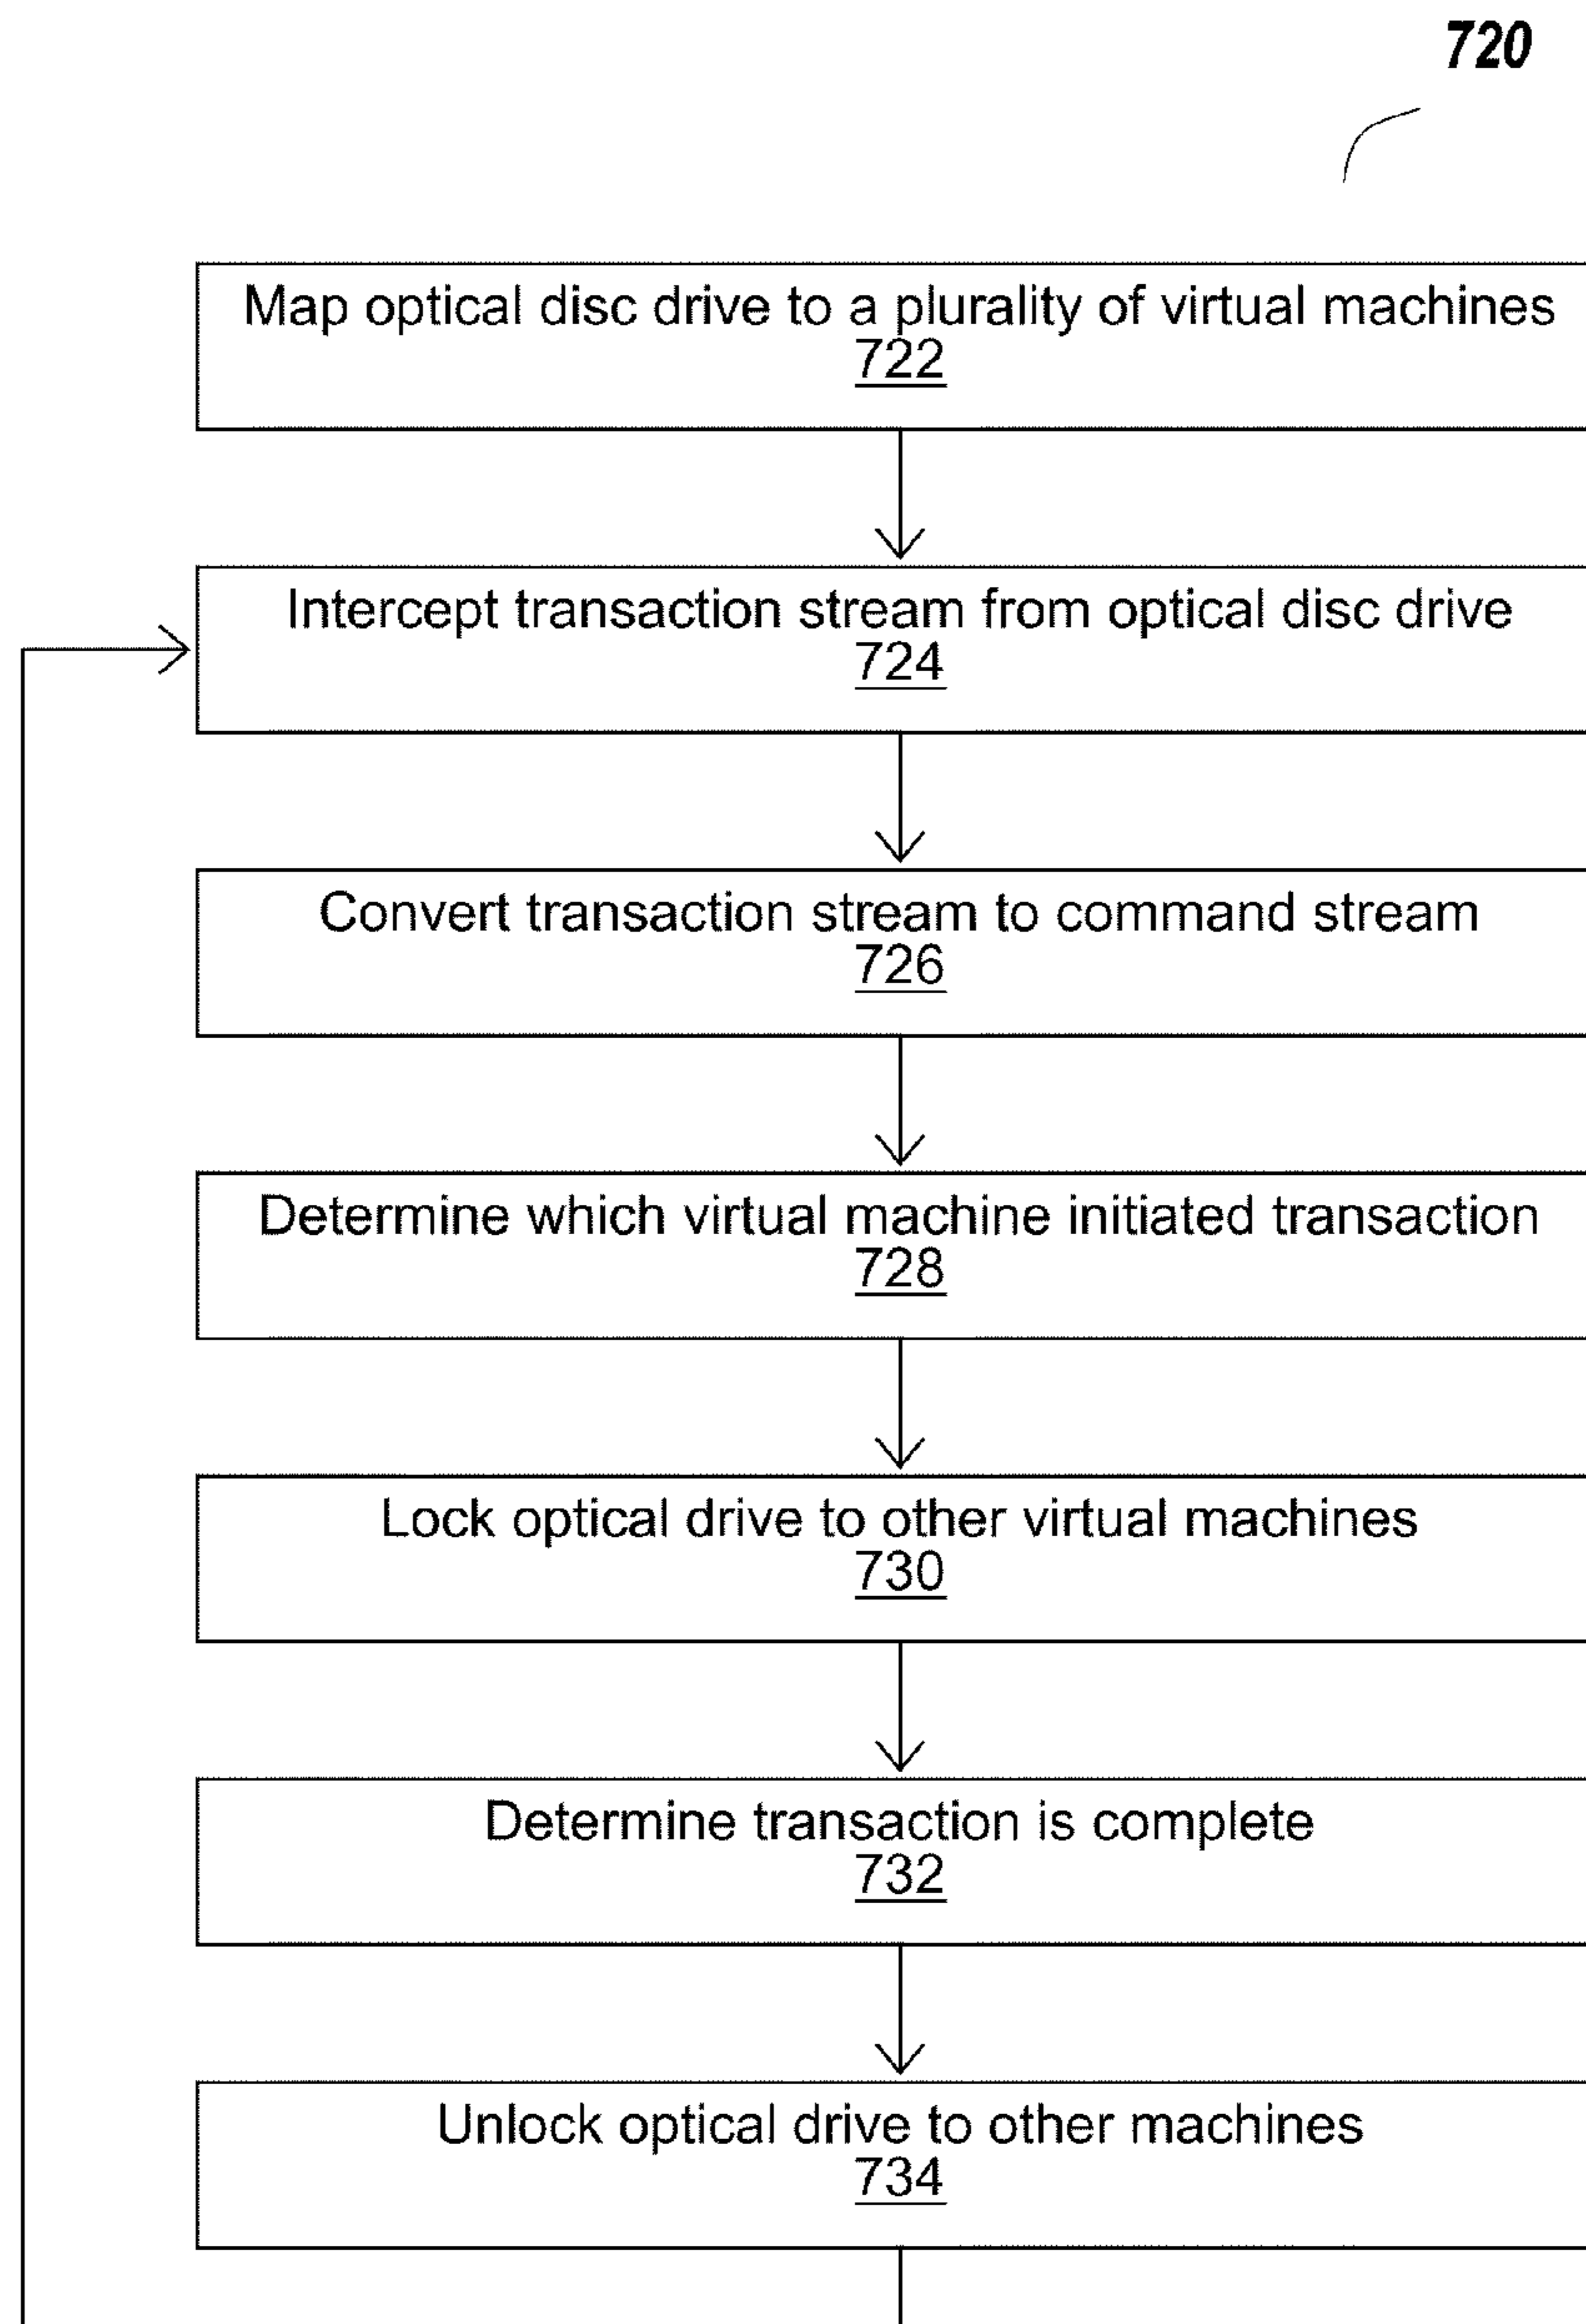 720
Map optical disc drive to a plurality of virtual machines
722
Intercept transaction stream from optical disc drive
724
Convert transaction stream to command stream
726
Determine which virtual machine initiated transaction
728
Lock optical drive to other virtual machines
730
Determine transaction is complete
732
Unlock optical drive to other machines
734